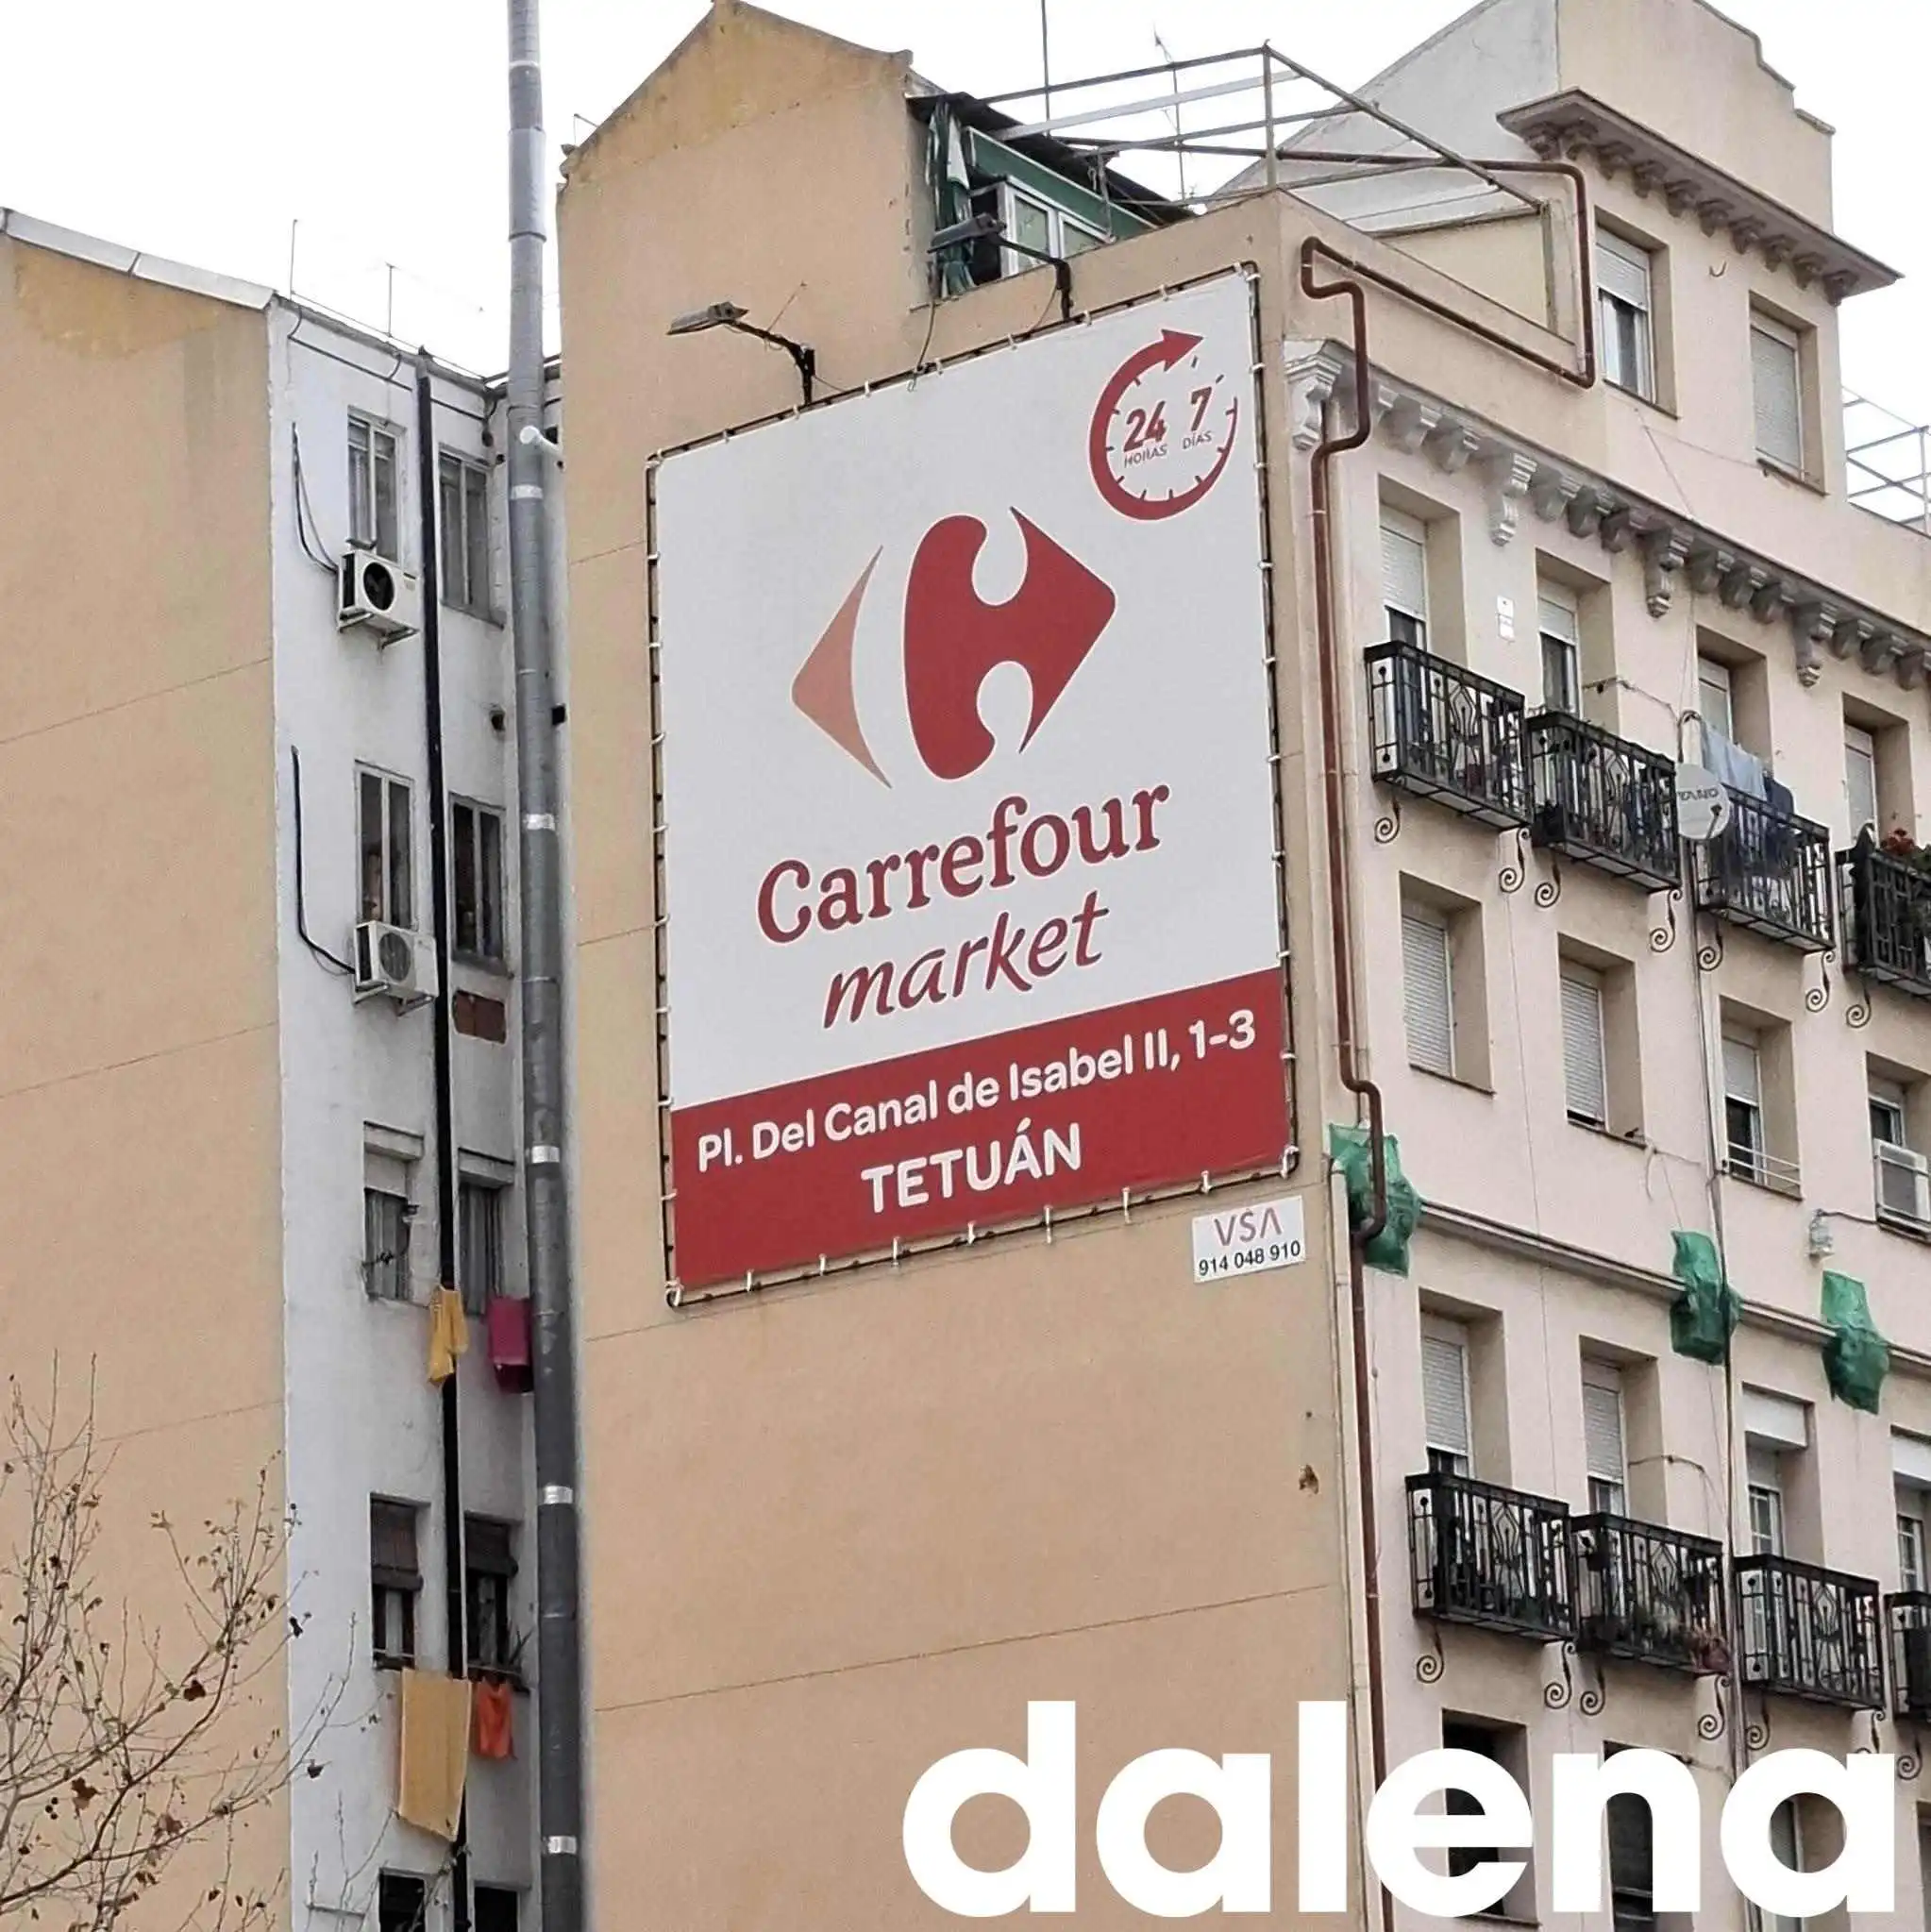 24 7
HORAS DÍAS
Carrefour
market
Pl. Del Canal de Isabel II, 1-3
TETUÁN
VSA
914 048 910
dalena